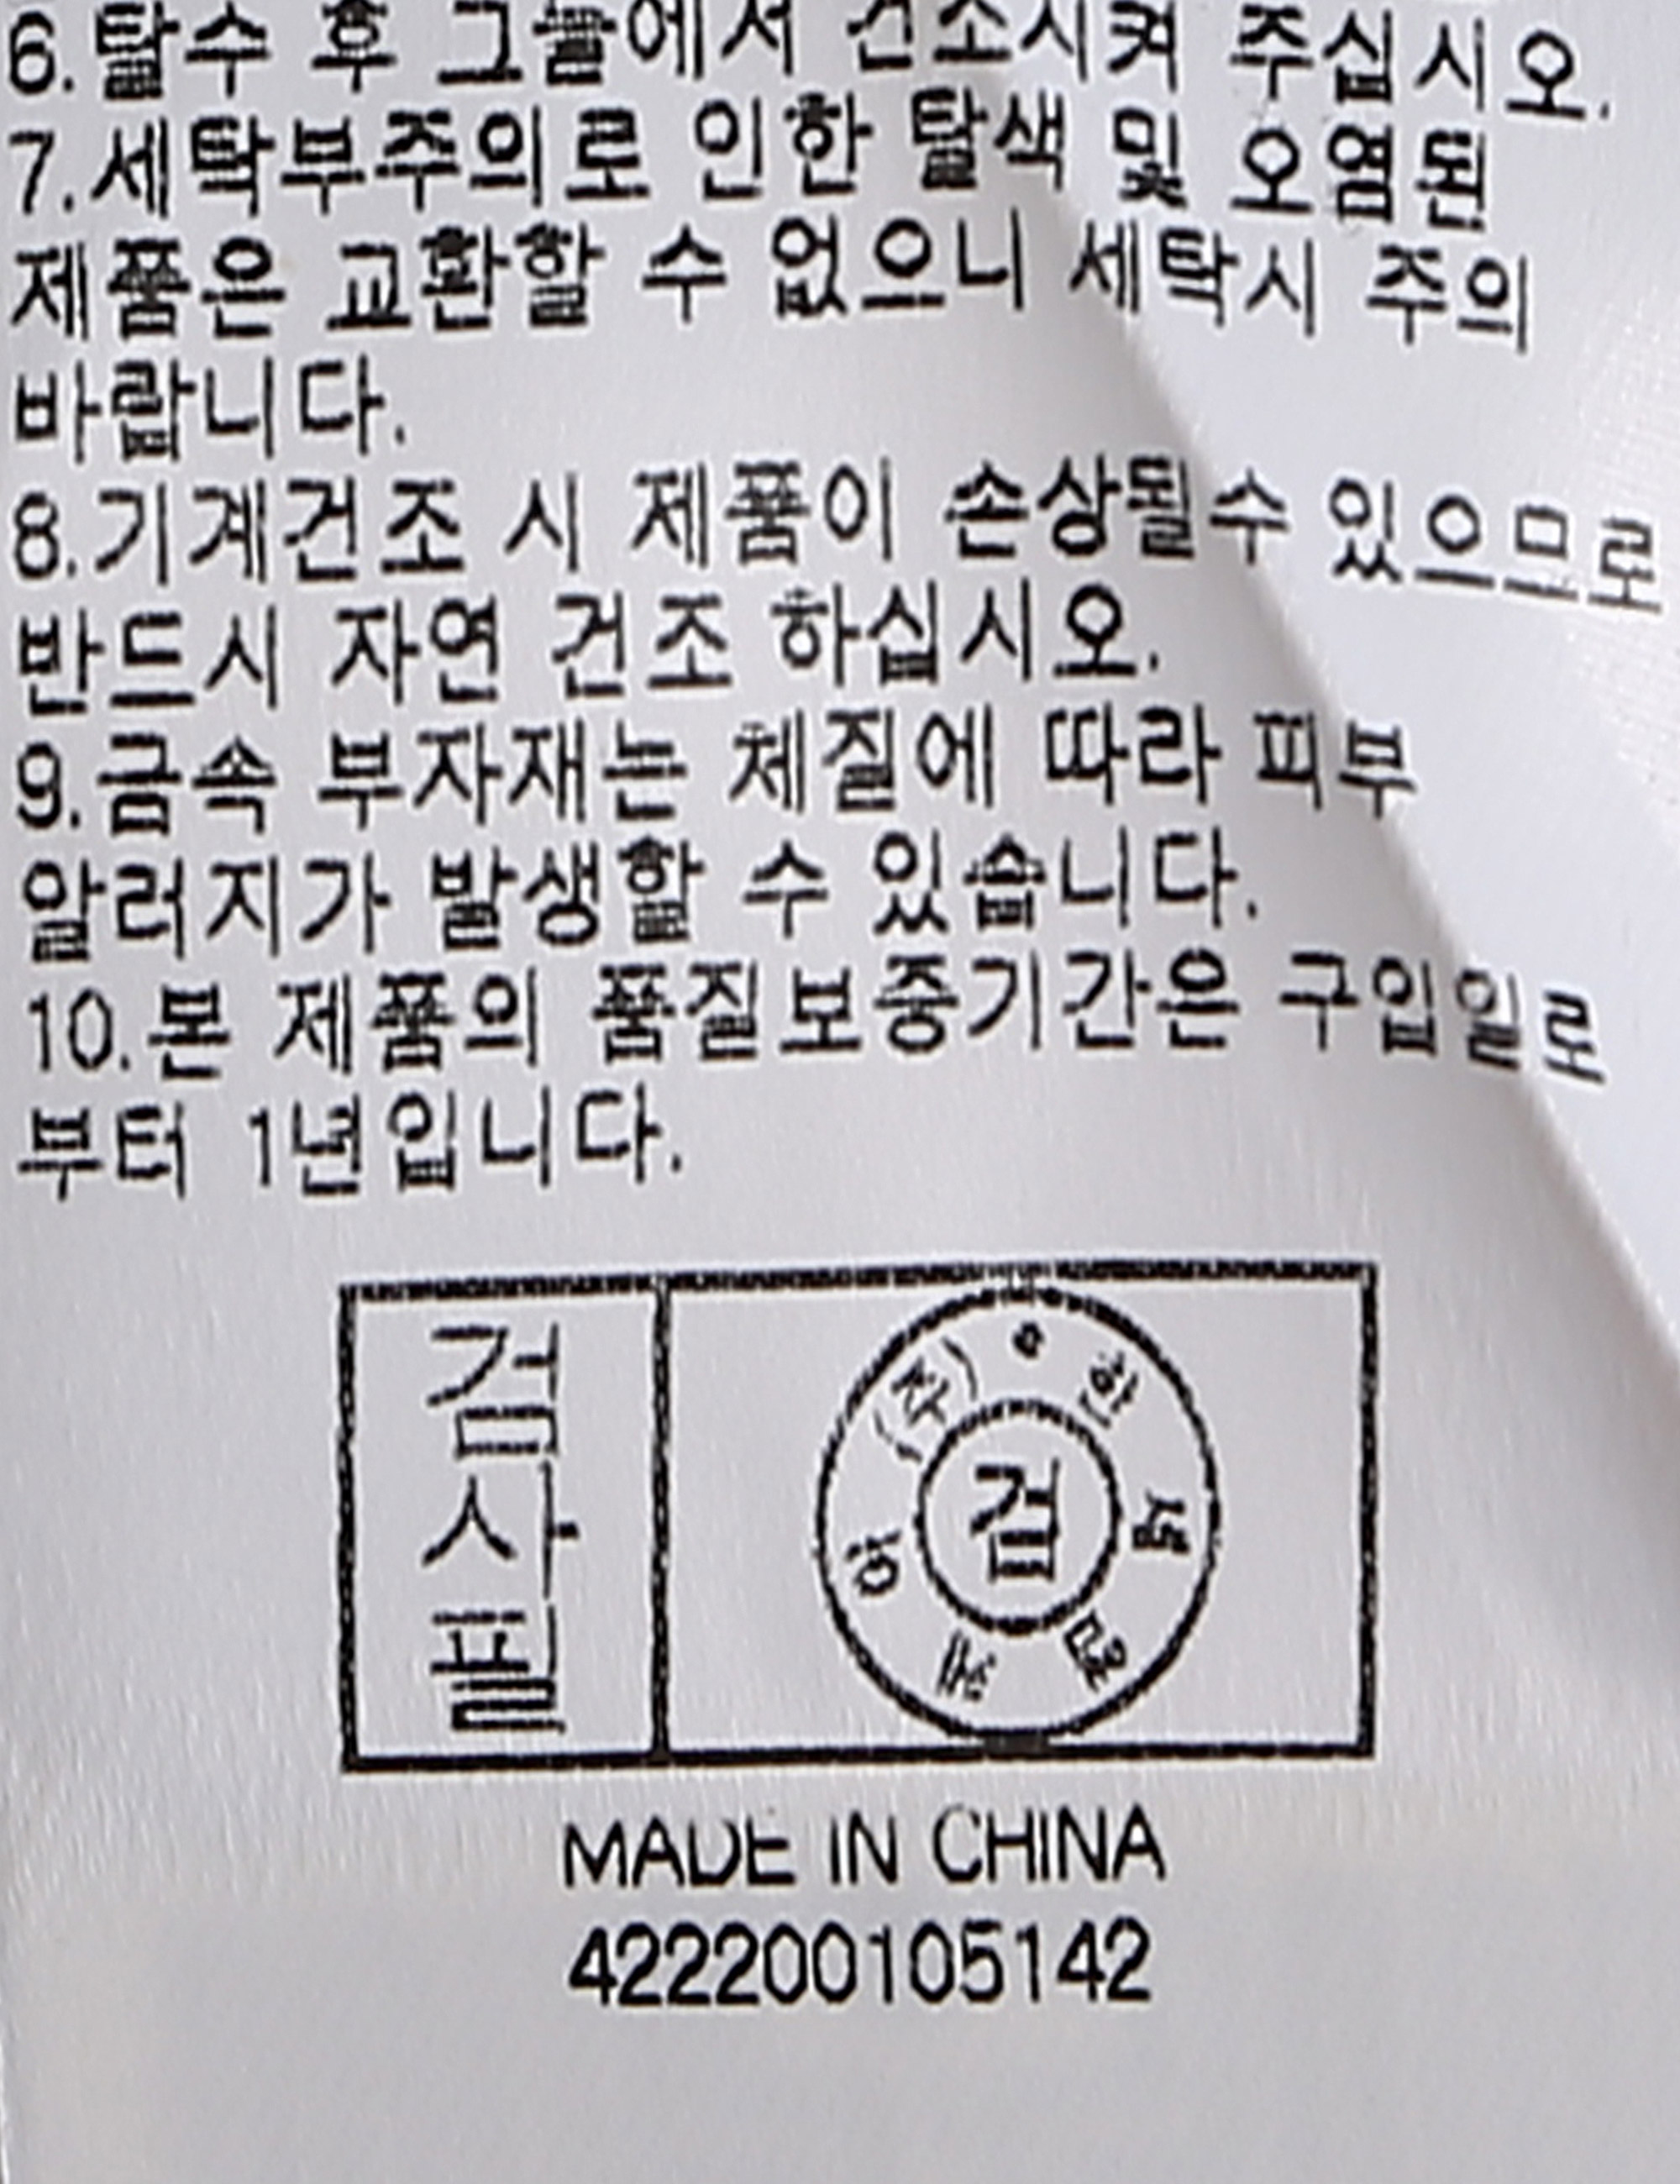 6.탈수 후 그늘에서 건조시켜 주십시오.
7.세탁부주의로 인한 탈색 및 오염된
제품은 교환할 수 없으니 세탁시 주의
바랍니다.
8.기계건조 시 제품이 손상될수 있으므로
반드시 자연 건조 하십시오.
9.금속 부자재는 체질에 따라 피부
알러지가 발생할 수 있습니다.
10.본 제품의 품질보증기간은 구입일로
부터 1년입니다.
검사필
(주)한섬
검
MADE IN CHINA
422200105142